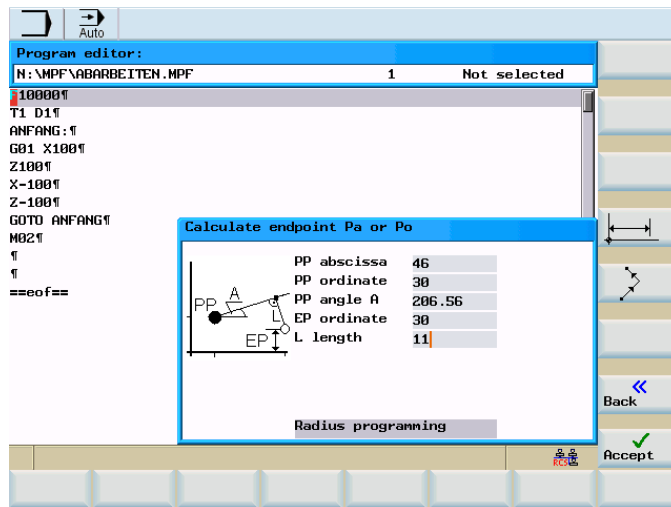 Auto
Program editor:
N:\MPF\ABARBEITEN.MPF 1 Not selected
10000¶
T1 D1¶
ANFANG:¶
G01 X100¶
Z100¶
X-100¶
Z-100¶
GOTO ANFANG¶
M02¶
¶
¶
==eof==
Calculate endpoint Pa or Po
PP abscissa 46
PP ordinate 30
PP angle A 206.56
EP ordinate 30
L length 11
PP A
L
EP
Radius programming
Back
Accept
RCS